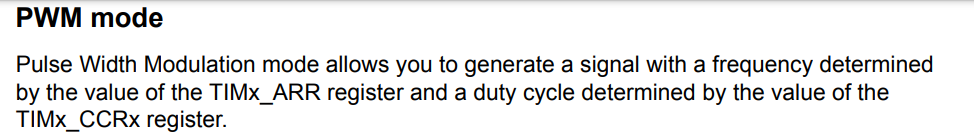 PWM mode
Pulse Width Modulation mode allows you to generate a signal with a frequency determined
by the value of the TIMx_ARR register and a duty cycle determined by the value of the
TIMx_CCRx register.